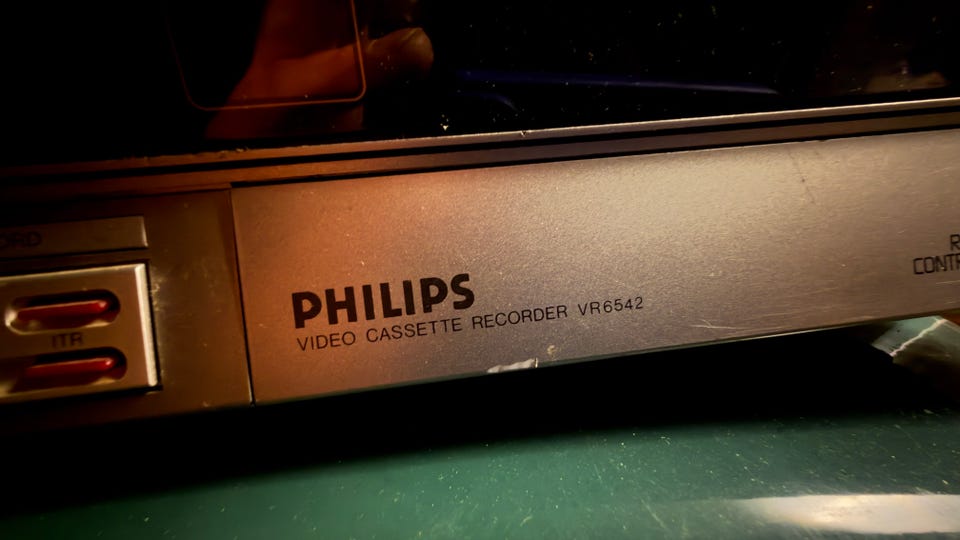 ITR
PHILIPS
VIDEO CASSETTE RECORDER VR6542